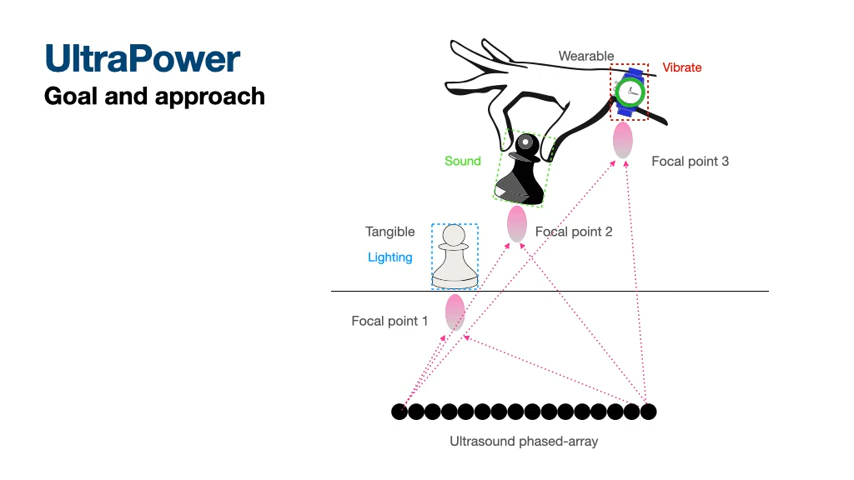 UltraPower
Goal and approach
Wearable
Vibrate
Sound
Focal point 3
Tangible
Focal point 2
Lighting
Focal point 1
Ultrasound phased-array